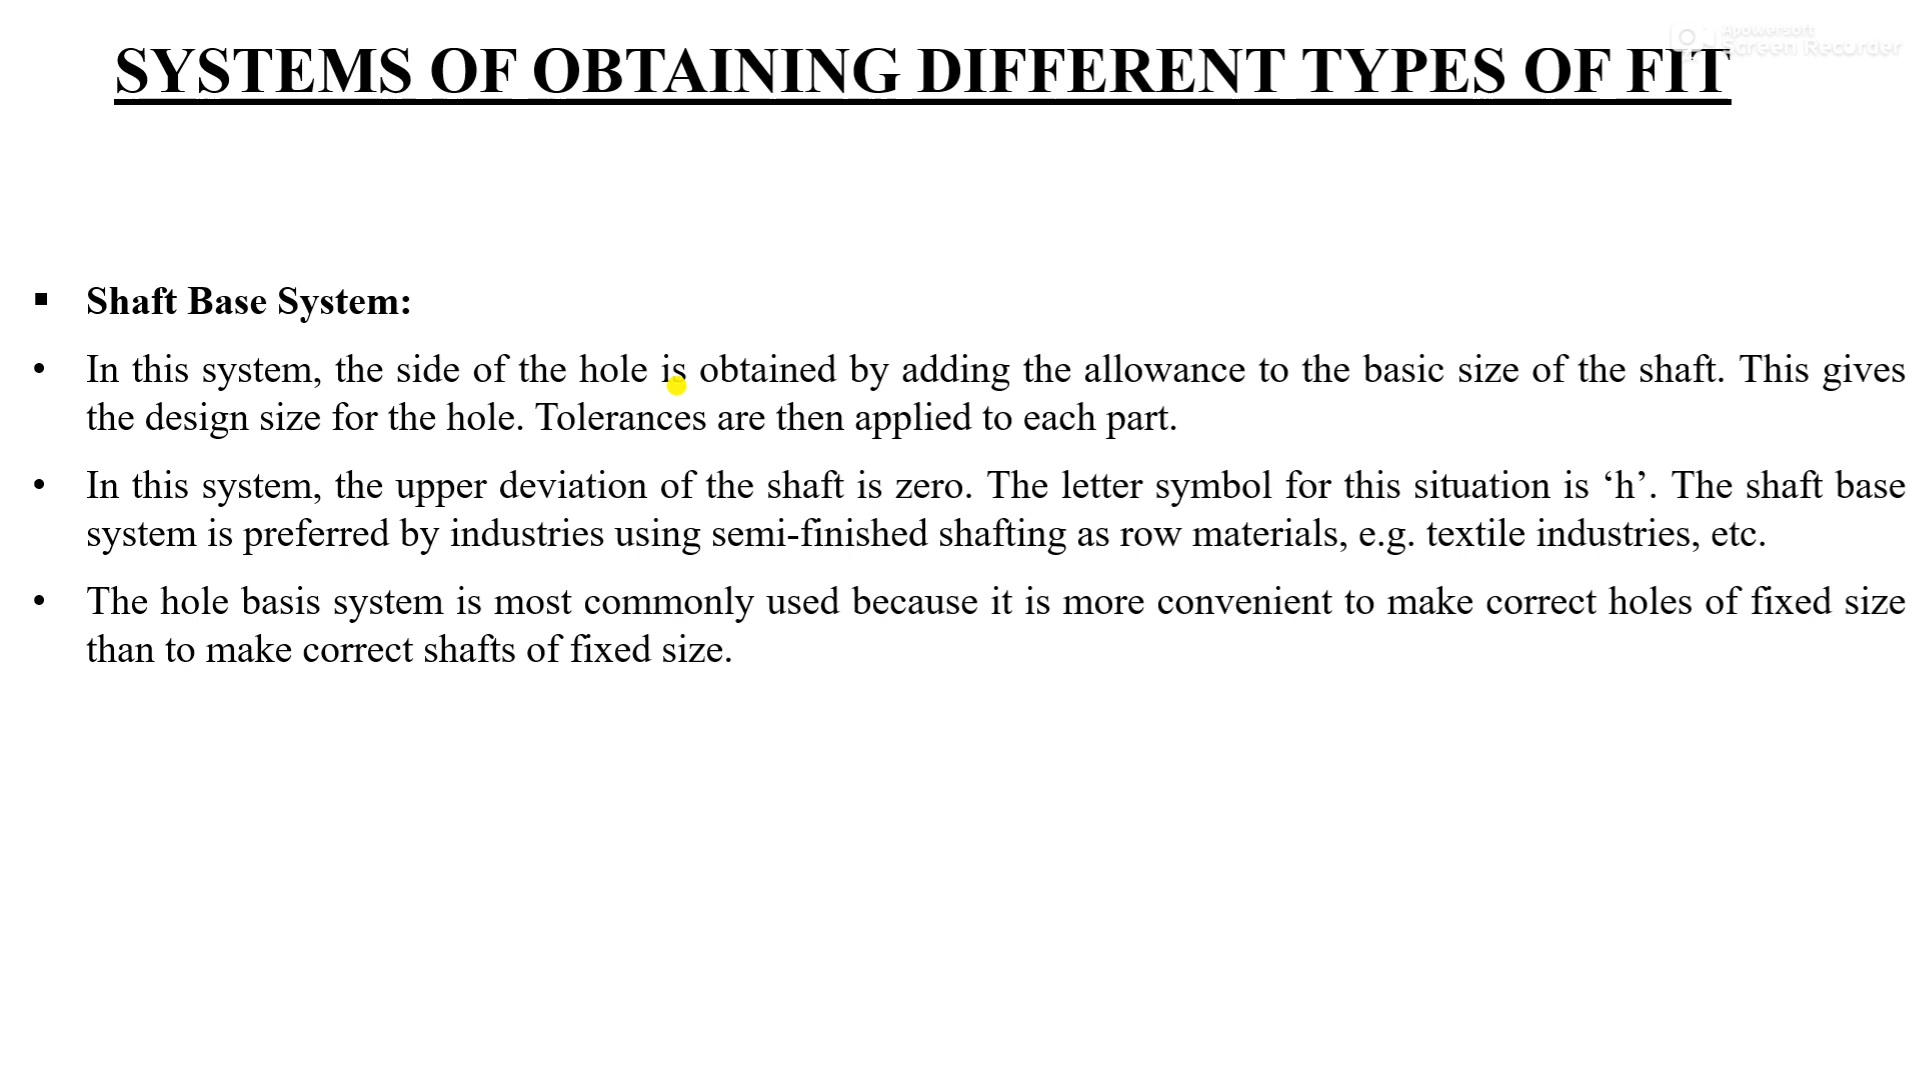 Apowersoft
Screen Recorder
SYSTEMS OF OBTAINING DIFFERENT TYPES OF FIT
▪ Shaft Base System:
• In this system, the side of the hole is obtained by adding the allowance to the basic size of the shaft. This gives
the design size for the hole. Tolerances are then applied to each part.
• In this system, the upper deviation of the shaft is zero. The letter symbol for this situation is ‘h’. The shaft base
system is preferred by industries using semi-finished shafting as row materials, e.g. textile industries, etc.
• The hole basis system is most commonly used because it is more convenient to make correct holes of fixed size
than to make correct shafts of fixed size.